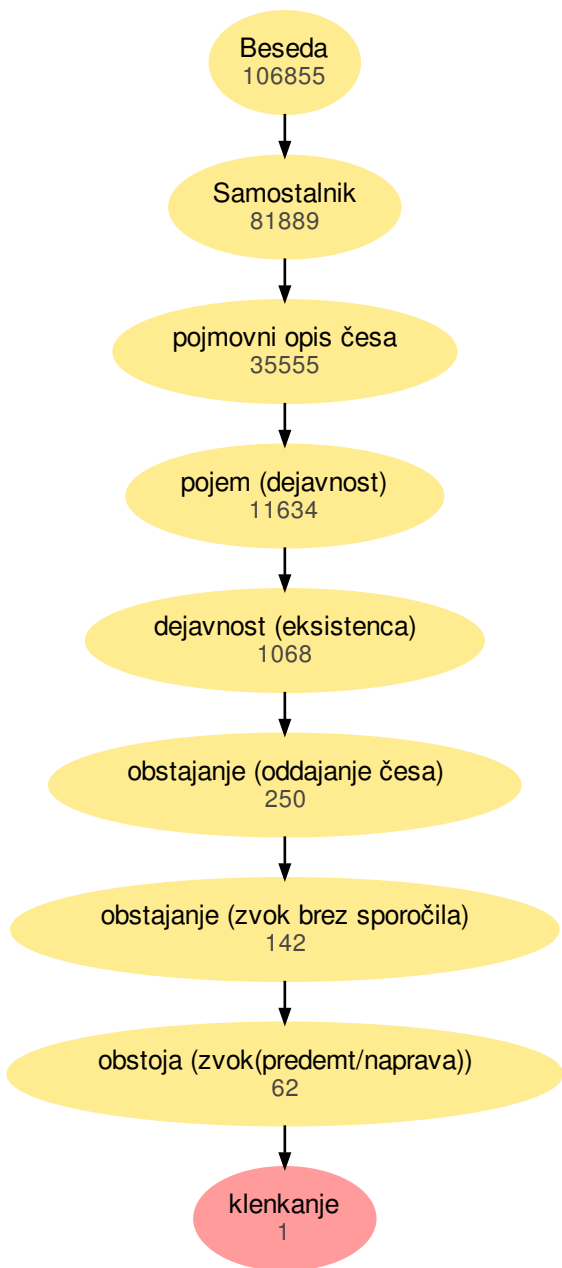 Beseda
106855
Samostalnik
81889
pojmovni opis česa
35555
pojem (dejavnost)
11634
dejavnost (eksistenca)
1068
obstajanje (oddajanje česa)
250
obstajanje (zvok brez sporočila)
142
obstoja (zvok(predemt/naprava))
62
klenkanje
1